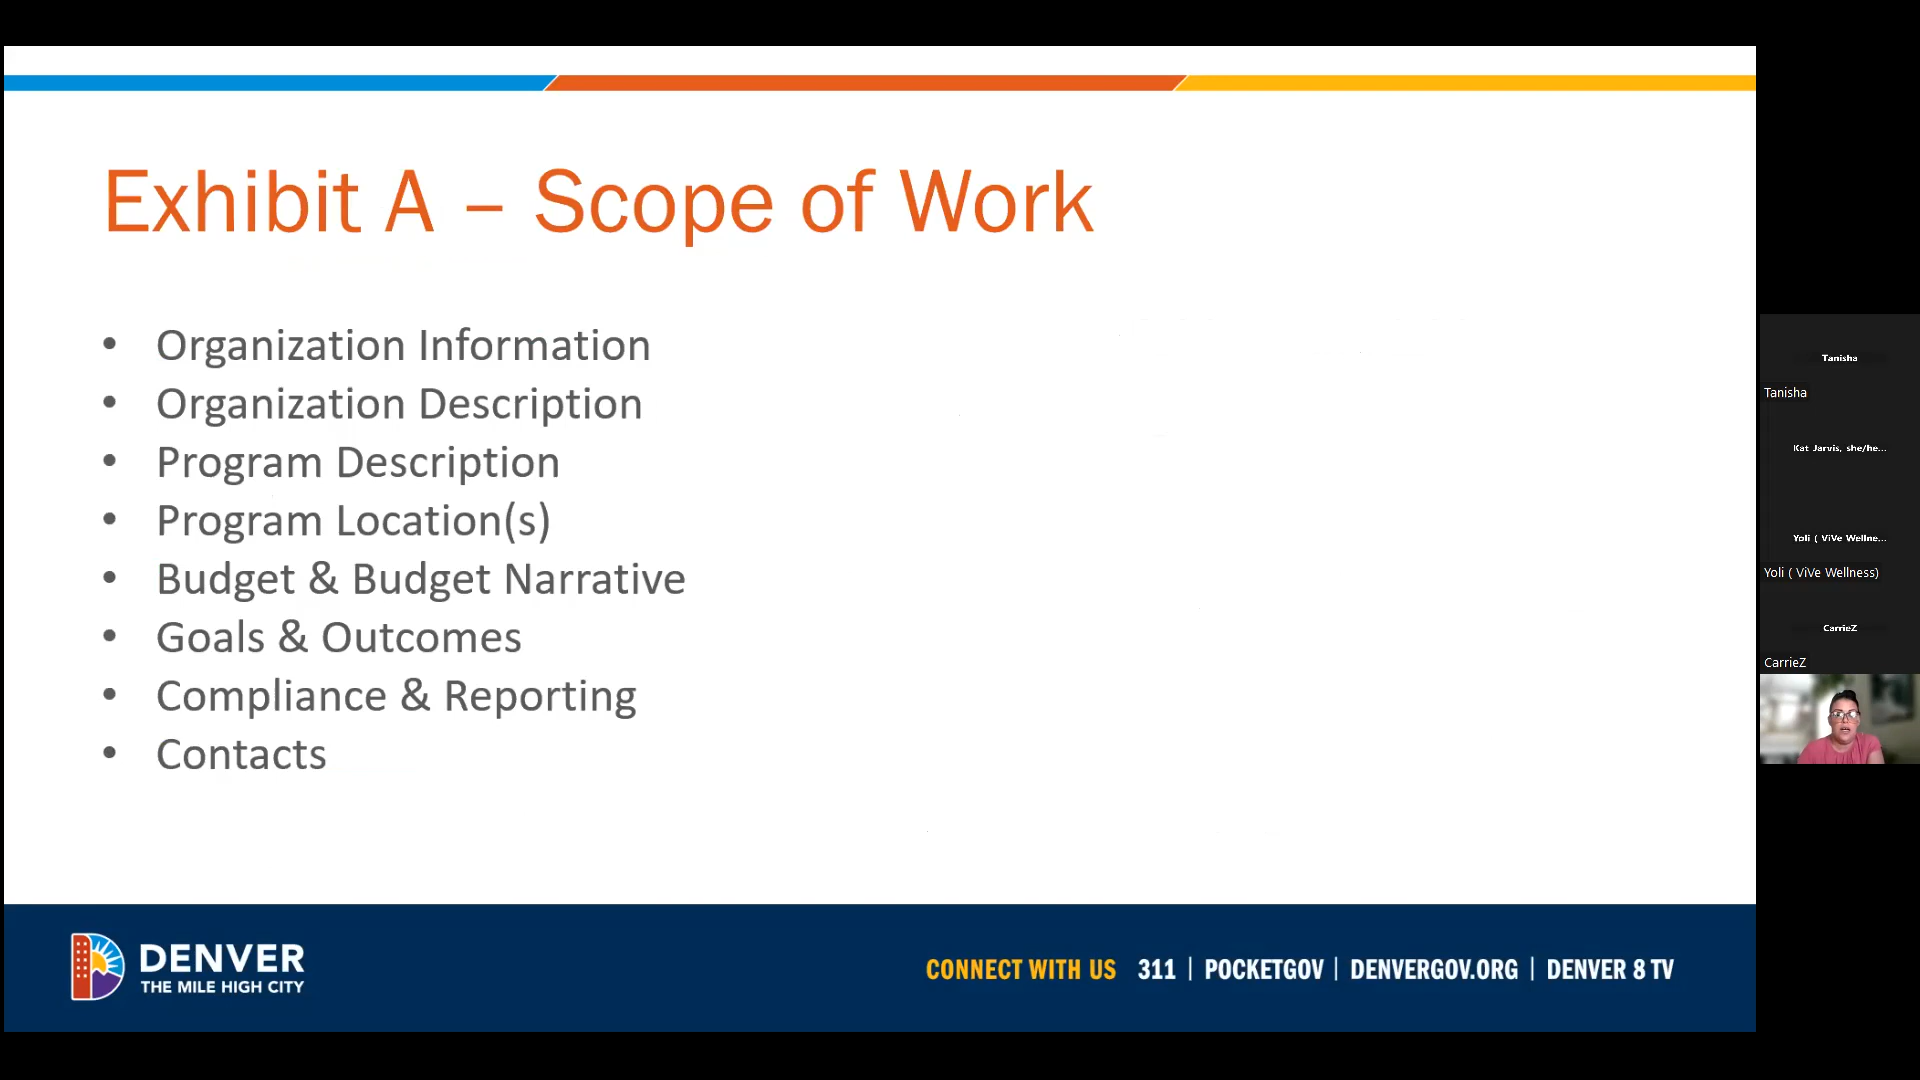 Exhibit A – Scope of Work
• Organization Information
• Organization Description
• Program Description
• Program Location(s)
• Budget & Budget Narrative
• Goals & Outcomes
• Compliance & Reporting
• Contacts
DENVER
THE MILE HIGH CITY
CONNECT WITH US 311 | POCKETGOV | DENVERGOV.ORG | DENVER 8 TV
Tanisha
Tanisha
Kat Jarvis, she/he...
Yoli ( ViVe Wellne...
Yoli ( ViVe Wellness)
CarrieZ
CarrieZ